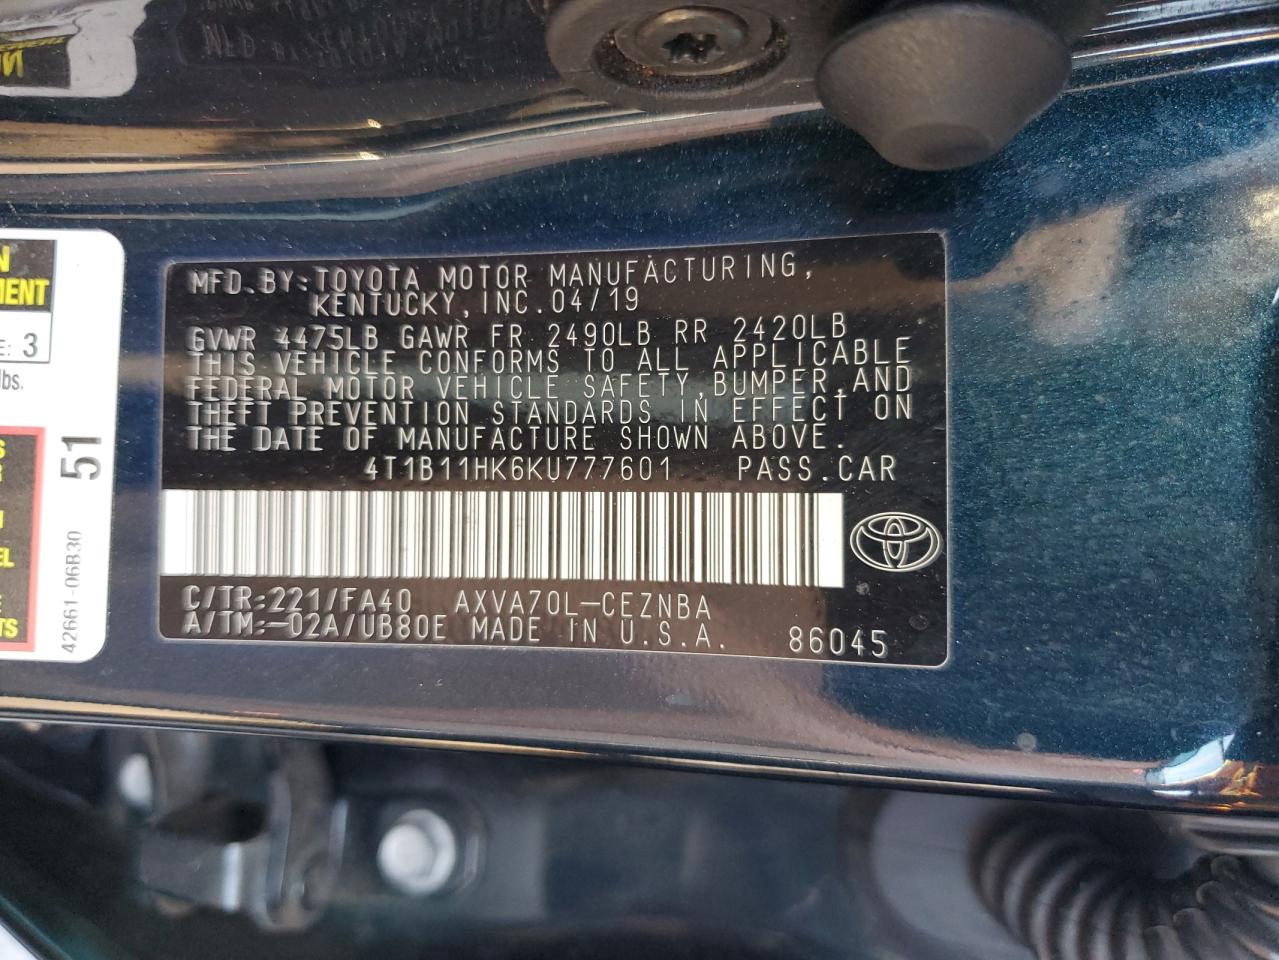 MFD.BY:TOYOTA MOTOR MANUFACTURING,
KENTUCKY, INC. 04/19
GVWR 4475LB GAWR FR 2490LB RR 2420LB
THIS VEHICLE CONFORMS TO ALL APPLICABLE
FEDERAL MOTOR VEHICLE SAFETY, BUMPER, AND
THEFT PREVENTION STANDARDS IN EFFECT ON
THE DATE OF MANUFACTURE SHOWN ABOVE.
4T1B11HK6KU777601 PASS.CAR
C/TR:221/FA40 AXVA70L-CEZNBA
A/TM:-02A/UB80E MADE IN U.S.A. 86045
E: 3
lbs.
51
42661-06B30